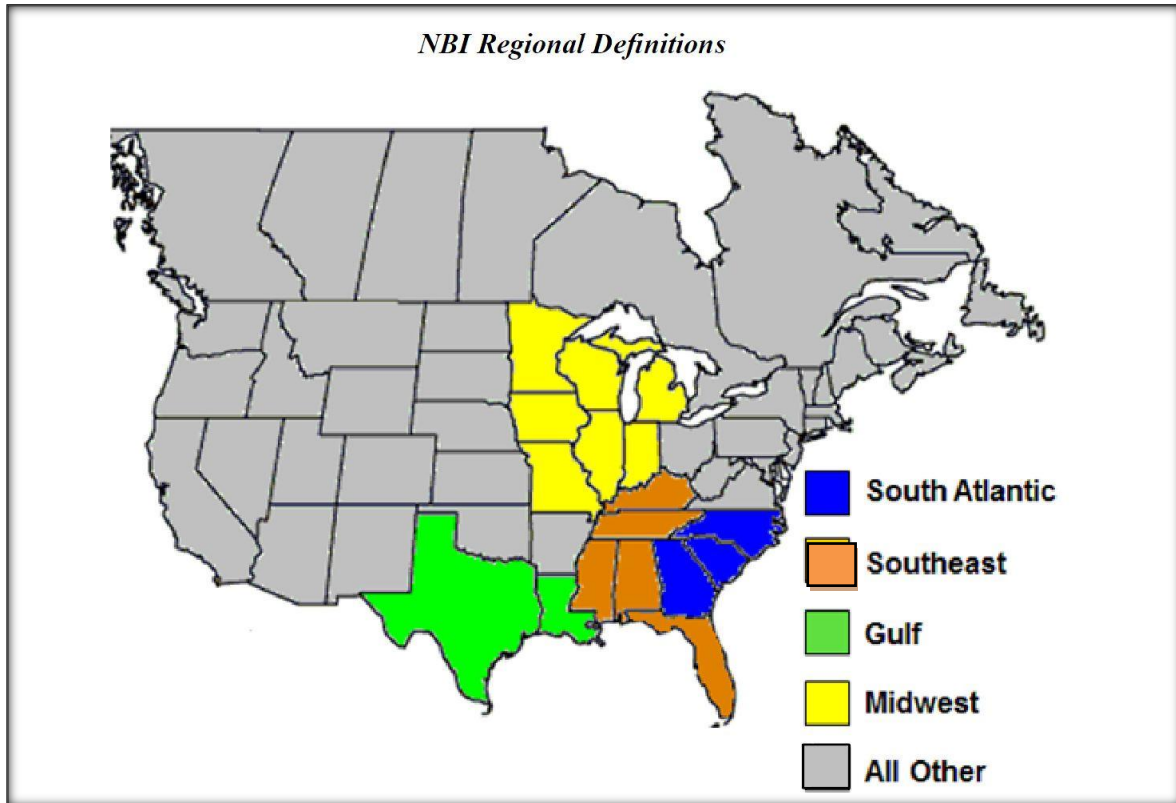 NBI Regional Definitions
South Atlantic
Southeast
Gulf
Midwest
All Other